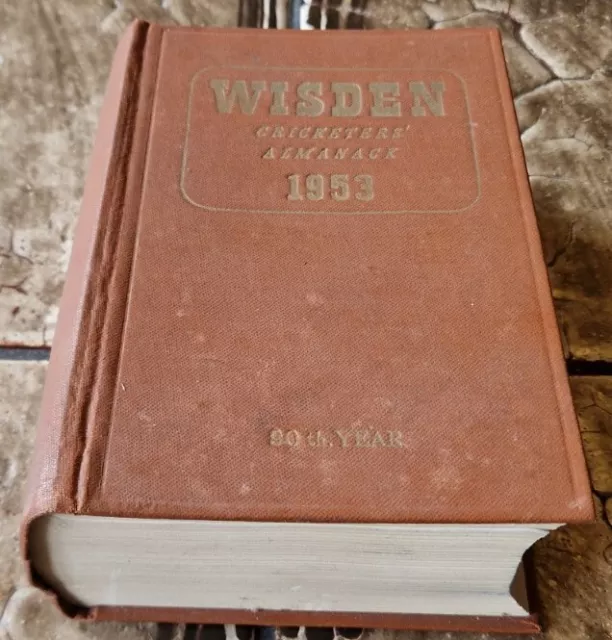 WISDEN
CRICKETERS'
ALMANACK
1953
90th. YEAR